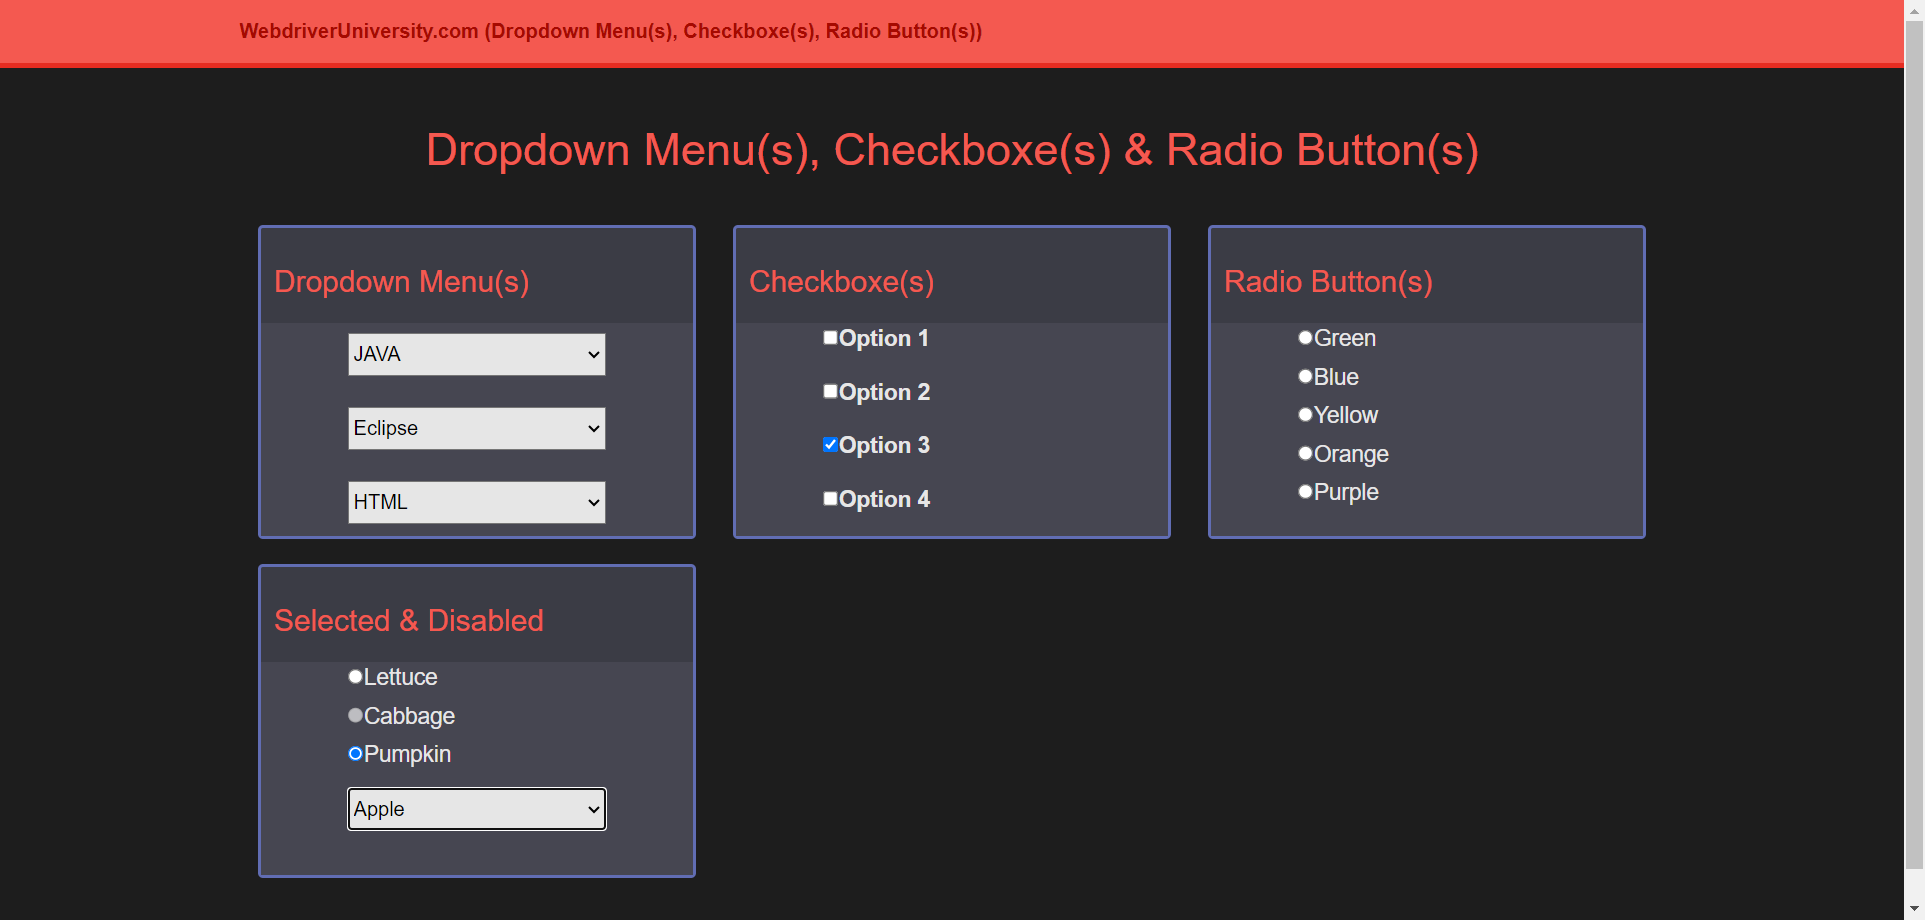 WebdriverUniversity.com (Dropdown Menu(s), Checkboxe(s), Radio Button(s))
Dropdown Menu(s), Checkboxe(s) & Radio Button(s)
Dropdown Menu(s)
JAVA
Eclipse
HTML
Checkboxe(s)
Option 1
Option 2
Option 3
Option 4
Radio Button(s)
Green
Blue
Yellow
Orange
Purple
Selected & Disabled
Lettuce
Cabbage
Pumpkin
Apple